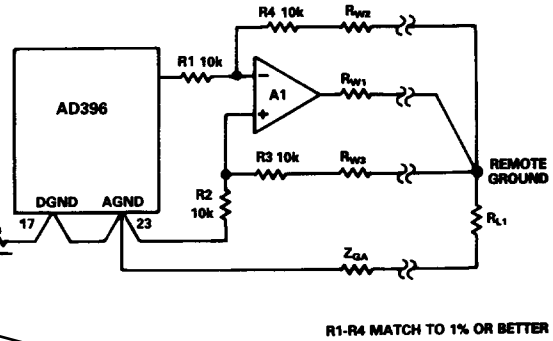 R4 10k
RW2
R1 10k
AD396
A1
RW1
R3 10k
RW3
REMOTE
GROUND
R2
10k
DGND AGND
17
23
RL1
ZGA
R1-R4 MATCH TO 1% OR BETTER